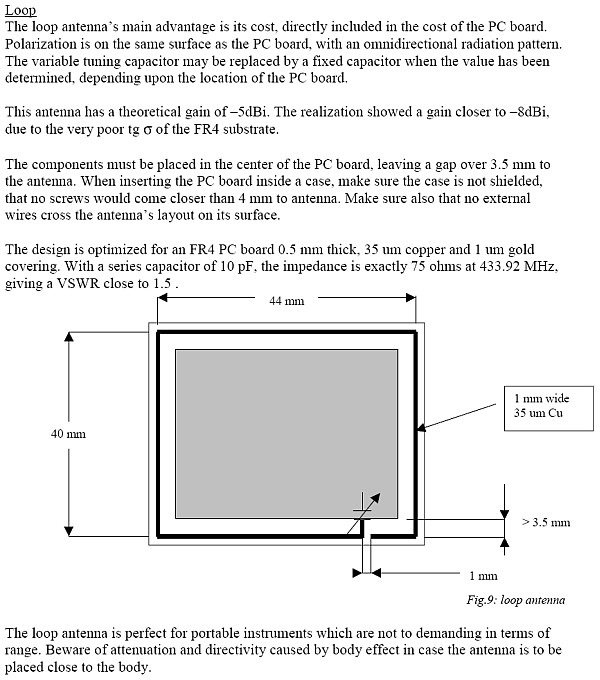 Loop
The loop antenna's main advantage is its cost, directly included in the cost of the PC board.
Polarization is on the same surface as the PC board, with an omnidirectional radiation pattern.
The variable tuning capacitor may be replaced by a fixed capacitor when the value has been
determined, depending upon the location of the PC board.
This antenna has a theoretical gain of –5dBi. The realization showed a gain closer to –8dBi,
due to the very poor tg σ of the FR4 substrate.
The components must be placed in the center of the PC board, leaving a gap over 3.5 mm to
the antenna. When inserting the PC board inside a case, make sure the case is not shielded,
that no screws would come closer than 4 mm to antenna. Make sure also that no external
wires cross the antenna's layout on its surface.
The design is optimized for an FR4 PC board 0.5 mm thick, 35 um copper and 1 um gold
covering. With a series capacitor of 10 pF, the impedance is exactly 75 ohms at 433.92 MHz,
giving a VSWR close to 1.5 .
44 mm
1 mm wide
35 um Cu
40 mm
> 3.5 mm
1 mm
Fig.9: loop antenna
The loop antenna is perfect for portable instruments which are not to demanding in terms of
range. Beware of attenuation and directivity caused by body effect in case the antenna is to be
placed close to the body.